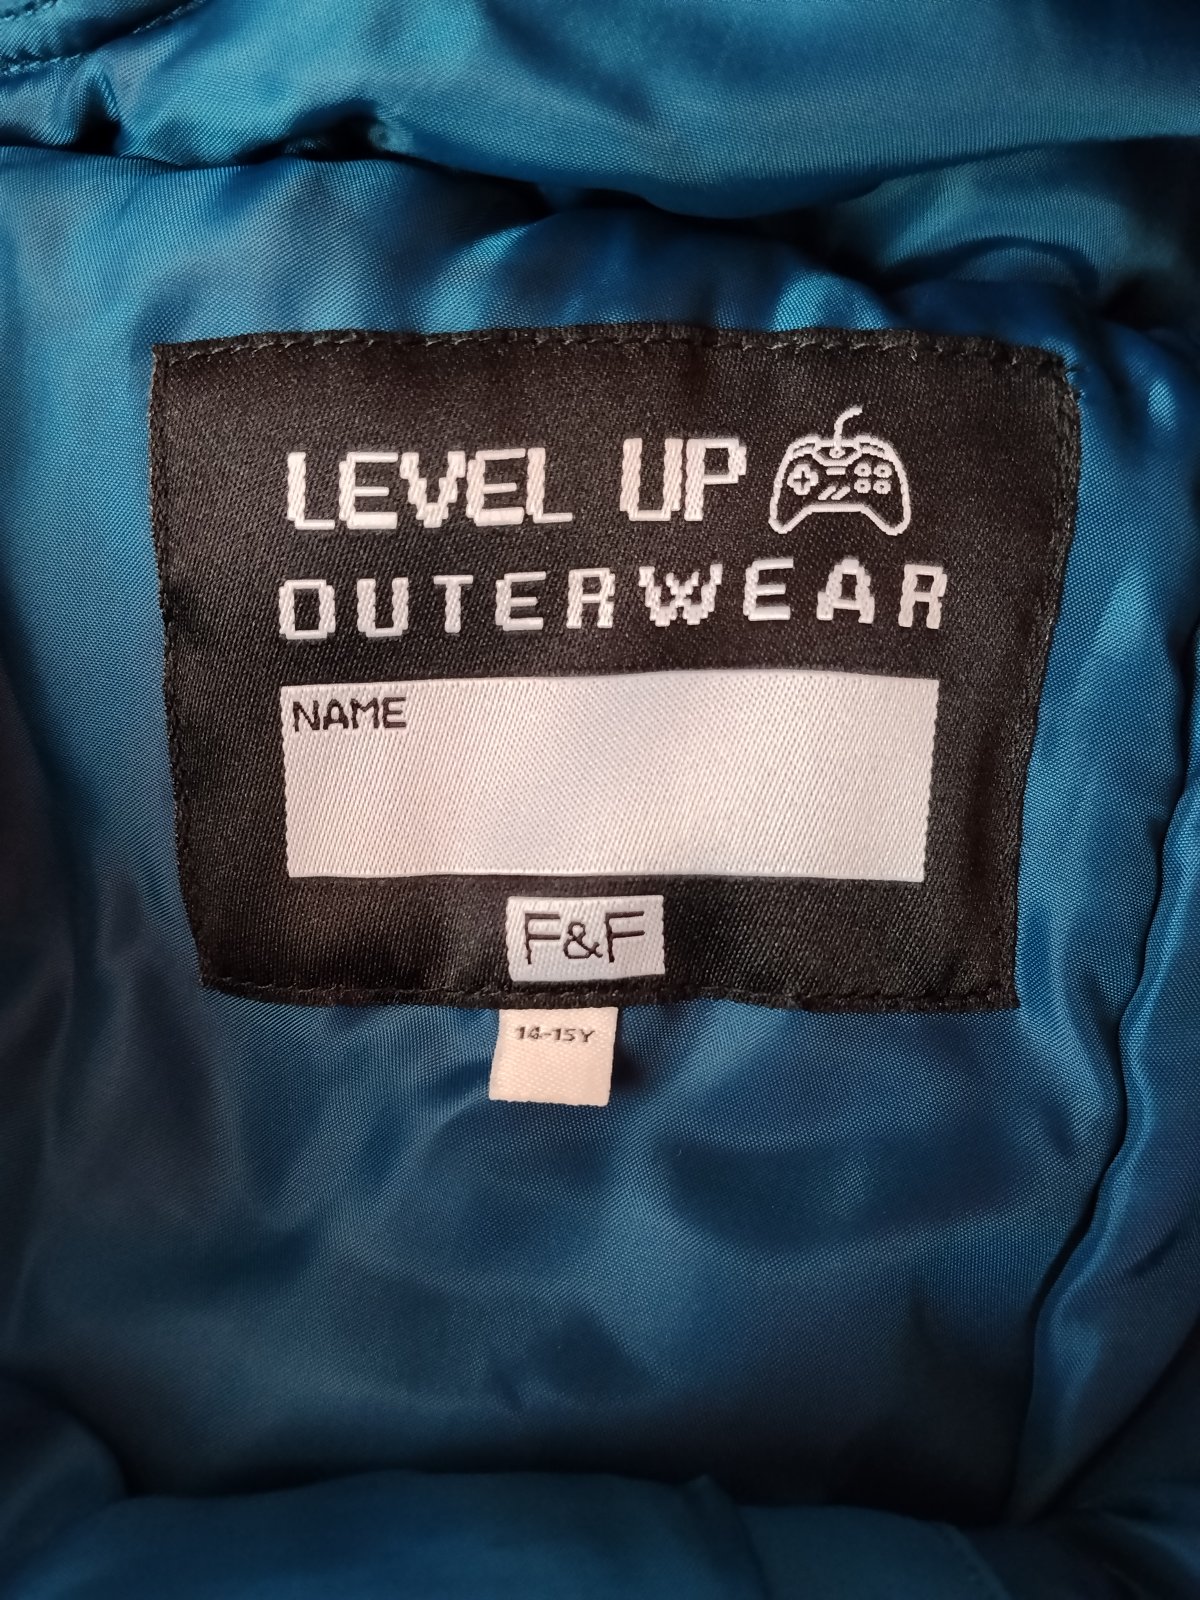 LEVEL UP
OUTERWEAR
NAME
F&F
14-15Y